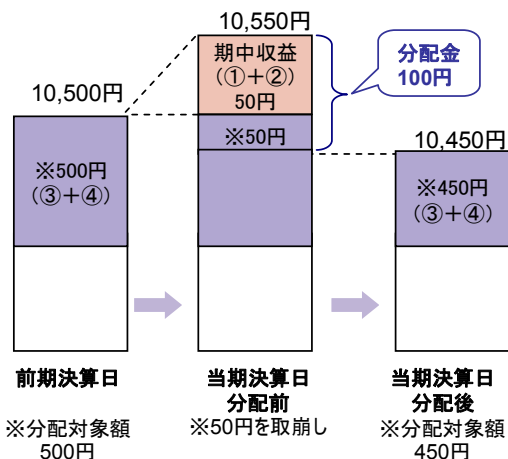 10,550円
期中収益
(①+②)
50円
分配金
100円
10,500円
※50円
10,450円
※500円
(③+④)
※450円
(③+④)
前期決算日
当期決算日
分配前
当期決算日
分配後
※分配対象額
500円
※50円を取崩し
※分配対象額
450円